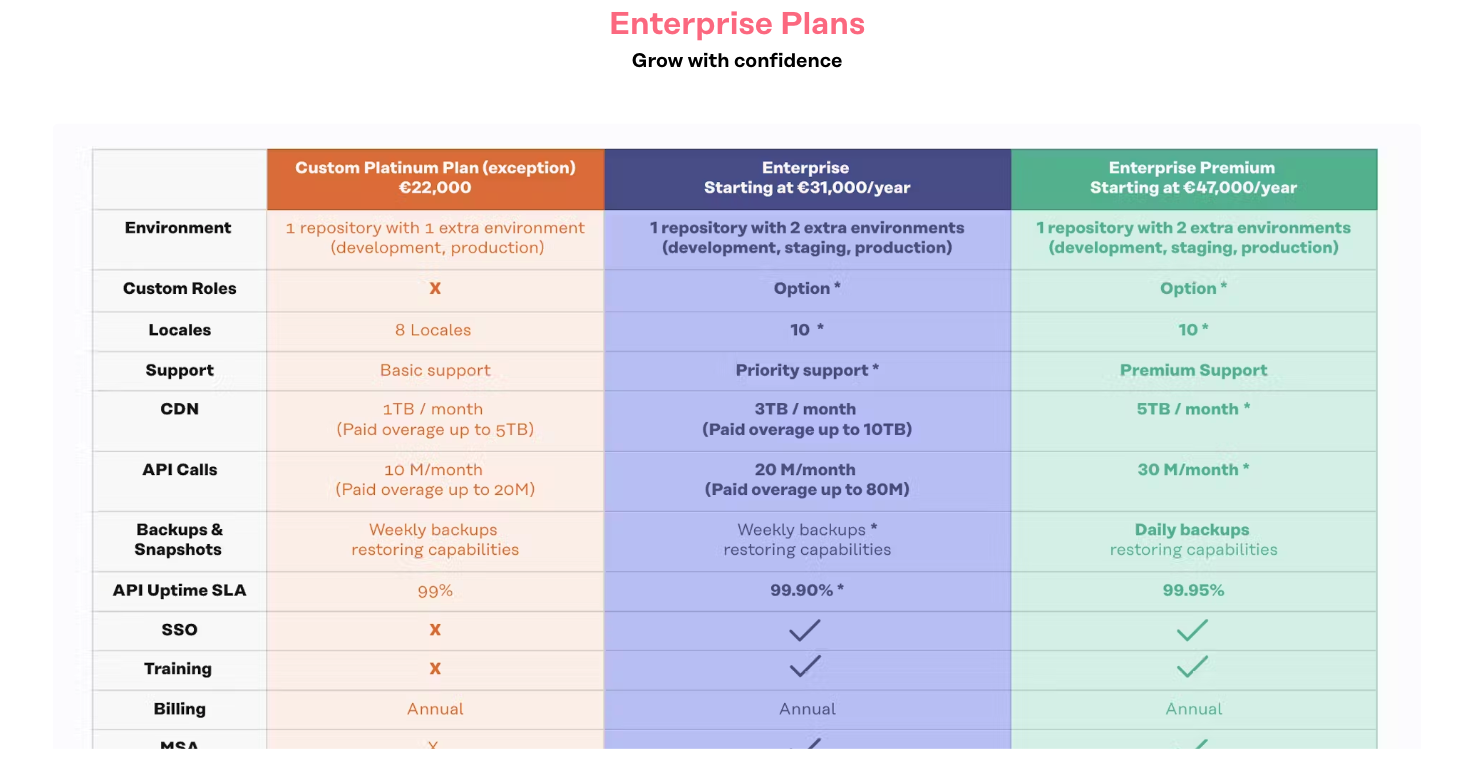 Enterprise Plans
Grow with confidence
Custom Platinum Plan (exception)
€22,000
Enterprise
Starting at €31,000/year
Enterprise Premium
Starting at €47,000/year
Environment
1 repository with 1 extra environment
(development, production)
1 repository with 2 extra environments
(development, staging, production)
1 repository with 2 extra environments
(development, staging, production)
Custom Roles
X
Option *
Option *
Locales
8 Locales
10 *
10 *
Support
Basic support
Priority support *
Premium Support
CDN
1TB / month
(Paid overage up to 5TB)
3TB / month
(Paid overage up to 10TB)
5TB / month *
API Calls
10 M/month
(Paid overage up to 20M)
20 M/month
(Paid overage up to 80M)
30 M/month *
Backups &
Snapshots
Weekly backups
restoring capabilities
Weekly backups *
restoring capabilities
Daily backups
restoring capabilities
API Uptime SLA
99%
99.90% *
99.95%
SSO
X
Training
X
Billing
Annual
Annual
Annual
MSA
X